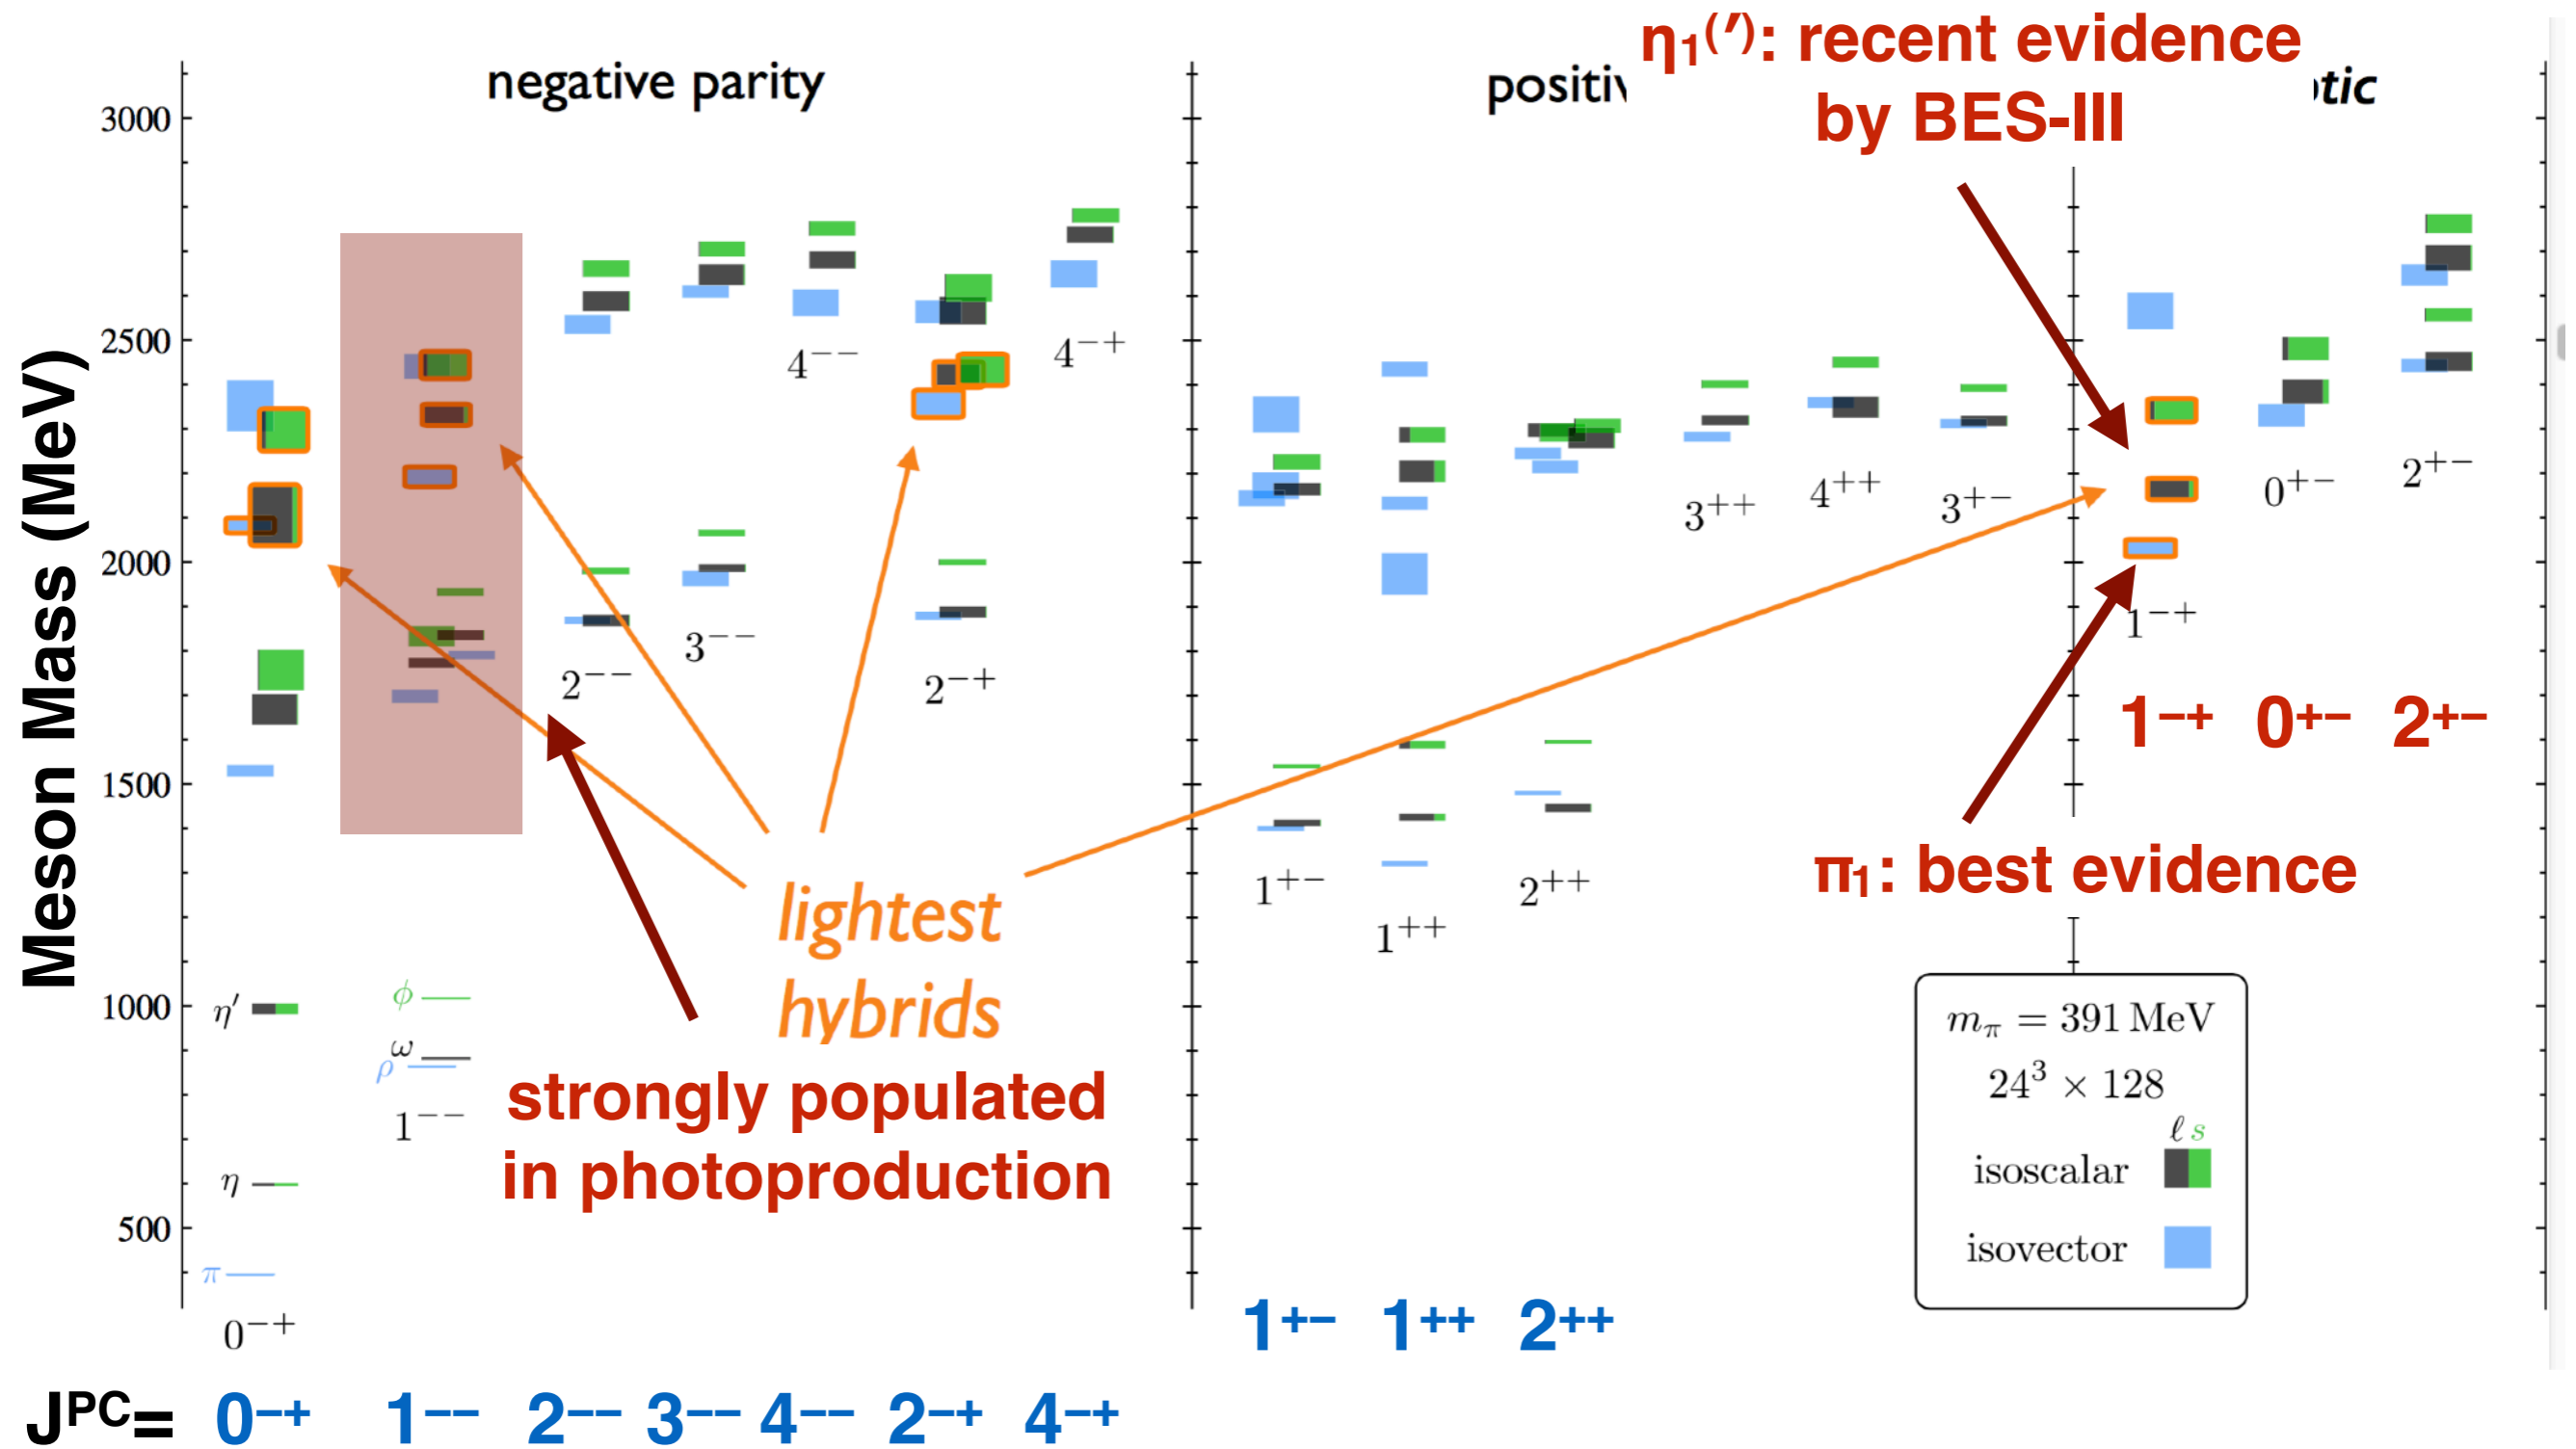 η₁⁽′⁾: recent evidence
by BES-III
negative parity
positiv
otic
Meson Mass (MeV)
3000
2500
2000
1500
1000
500
4⁻⁻
4⁻⁺
2⁻⁻
3⁻⁻
2⁻⁺
3⁺⁺
4⁺⁺
3⁺⁻
0⁺⁻
2⁺⁻
1⁻⁺
1⁻⁺ 0⁺⁻ 2⁺⁻
π₁: best evidence
1⁺⁻
1⁺⁺
2⁺⁺
lightest
hybrids
η′
ϕ
ω
ρ
1⁻⁻
η
π
0⁻⁺
strongly populated
in photoproduction
mπ = 391 MeV
24³ × 128
ℓ s
isoscalar
isovector
1⁺⁻ 1⁺⁺ 2⁺⁺
Jᴾᶜ= 0⁻⁺ 1⁻⁻ 2⁻⁻ 3⁻⁻ 4⁻⁻ 2⁻⁺ 4⁻⁺